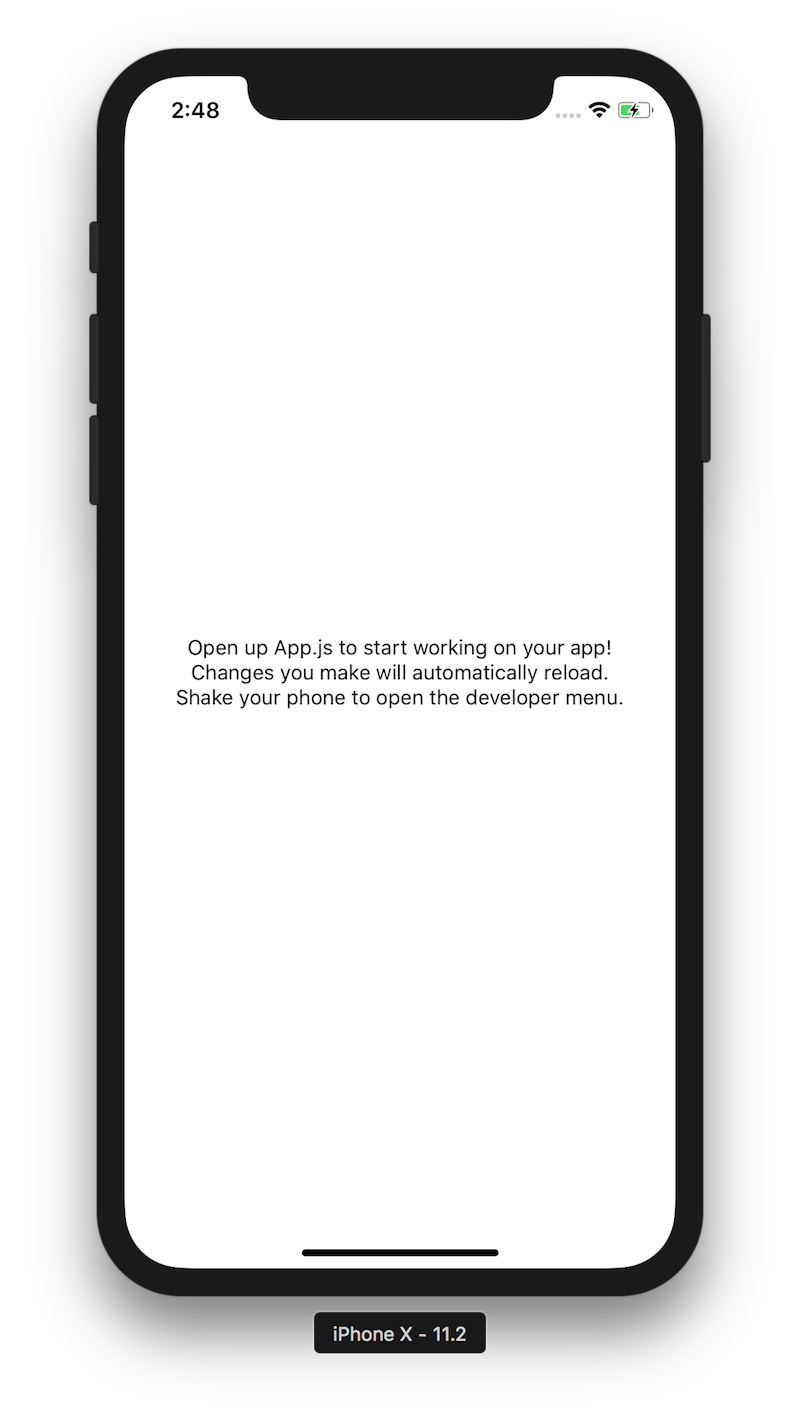 2:48
Open up App.js to start working on your app!
Changes you make will automatically reload.
Shake your phone to open the developer menu.
iPhone X - 11.2